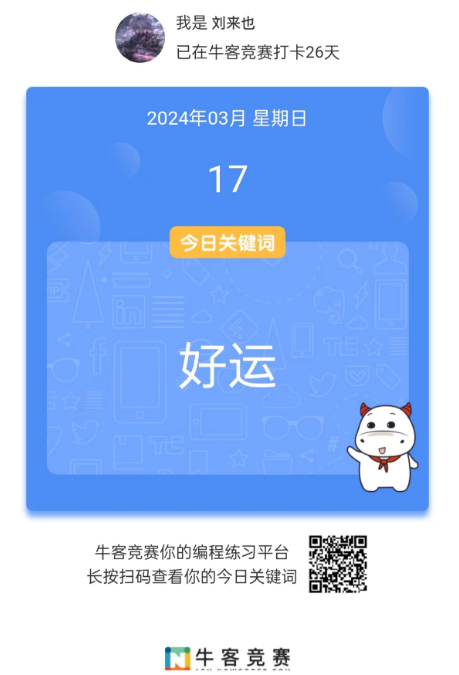 我是 刘来也
已在牛客竞赛打卡26天
2024年03月 星期日
17
今日关键词
好运
牛客竞赛你的编程练习平台
长按扫码查看你的今日关键词
牛客竞赛